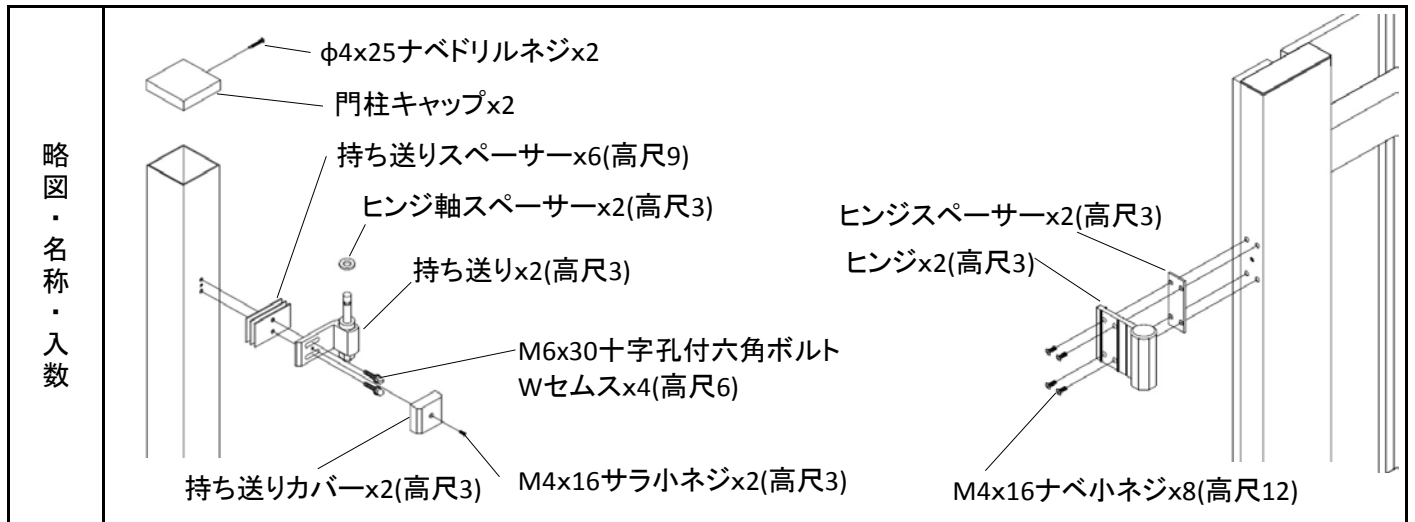 略図・名称・入数
φ4x25ナベドリルネジx2
門柱キャップx2
持ち送りスペーサーx6(高尺9)
ヒンジ軸スペーサーx2(高尺3)
持ち送りx2(高尺3)
M6x30十字孔付六角ボルト
Wセムスx4(高尺6)
持ち送りカバーx2(高尺3)
M4x16サラ小ネジx2(高尺3)
ヒンジスペーサーx2(高尺3)
ヒンジx2(高尺3)
M4x16ナベ小ネジx8(高尺12)